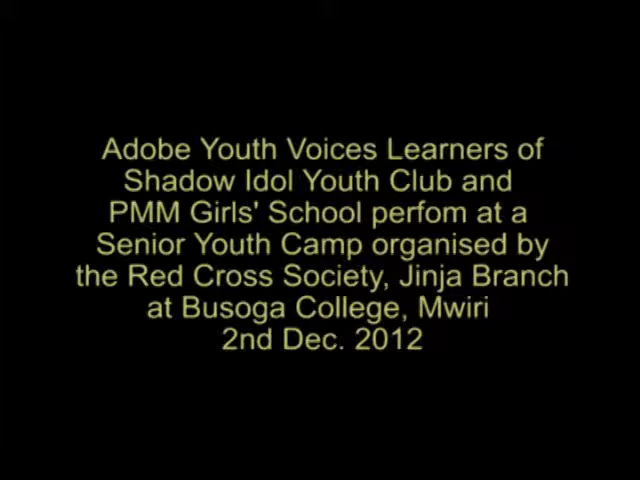 Adobe Youth Voices Learners of
Shadow Idol Youth Club and
PMM Girls' School perfom at a
Senior Youth Camp organised by
the Red Cross Society, Jinja Branch
at Busoga College, Mwiri
2nd Dec. 2012